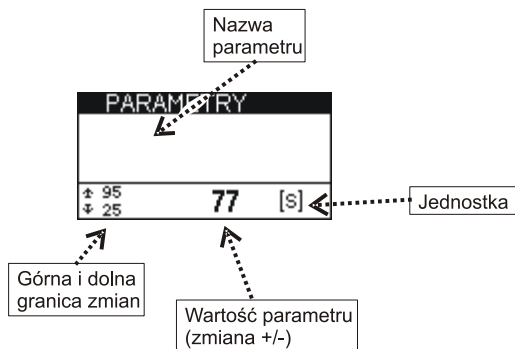 Nazwa
parametru
PARAMETRY
95
25
77
[s]
Jednostka
Górna i dolna
granica zmian
Wartość parametru
(zmiana +/-)